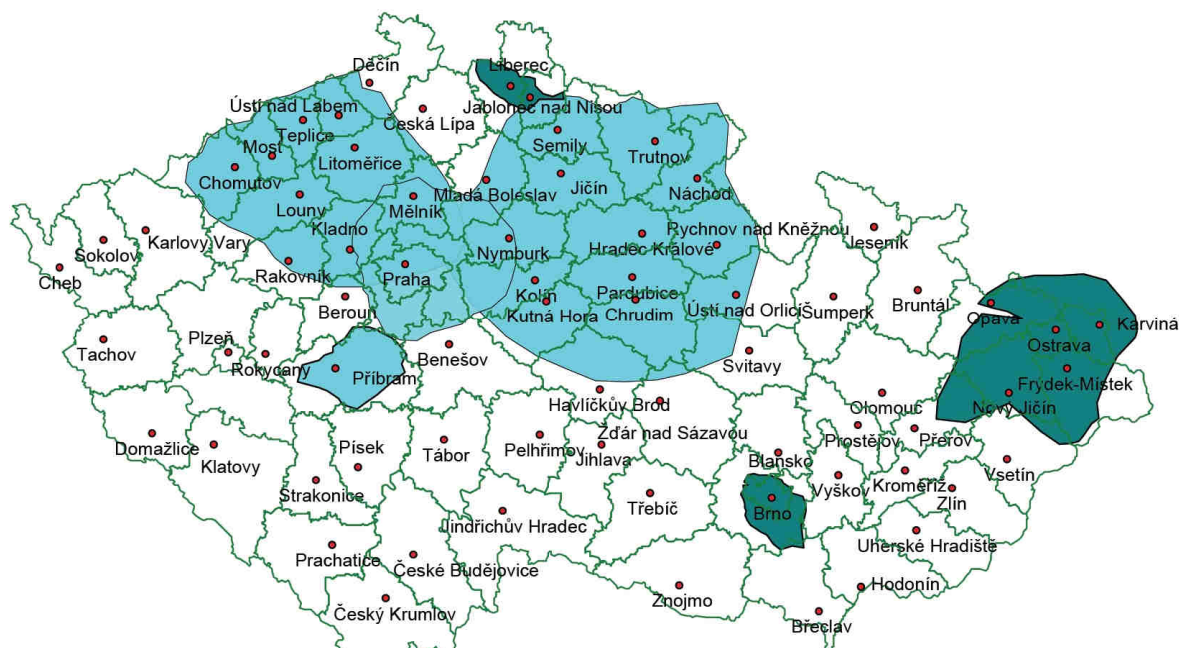 Děčín
Liberec
Jablonec nad Nisou
Ústí nad Labem
Česká Lípa
Teplice
Most
Semily
Trutnov
Litoměřice
Chomutov
Mladá Boleslav
Jičín
Náchod
Louny
Mělník
Kladno
Rychnov nad Kněžnou
Karlovy Vary
Nymburk
Hradec Králové
Jeseník
Sokolov
Cheb
Rakovník
Praha
Kolín
Pardubice
Beroun
Kutná Hora
Chrudim
Ústí nad Orlicí
Šumperk
Bruntál
Opava
Karviná
Plzeň
Ostrava
Tachov
Rokycany
Benešov
Svitavy
Příbram
Frýdek-Místek
Havlíčkův Brod
Olomouc
Nový Jičín
Žďár nad Sázavou
Prostějov
Přerov
Domažlice
Klatovy
Písek
Tábor
Pelhřimov
Jihlava
Blansko
Vsetín
Strakonice
Vyškov
Kroměříž
Zlín
Třebíč
Brno
Jindřichův Hradec
Uherské Hradiště
Prachatice
České Budějovice
Hodonín
Znojmo
Český Krumlov
Břeclav